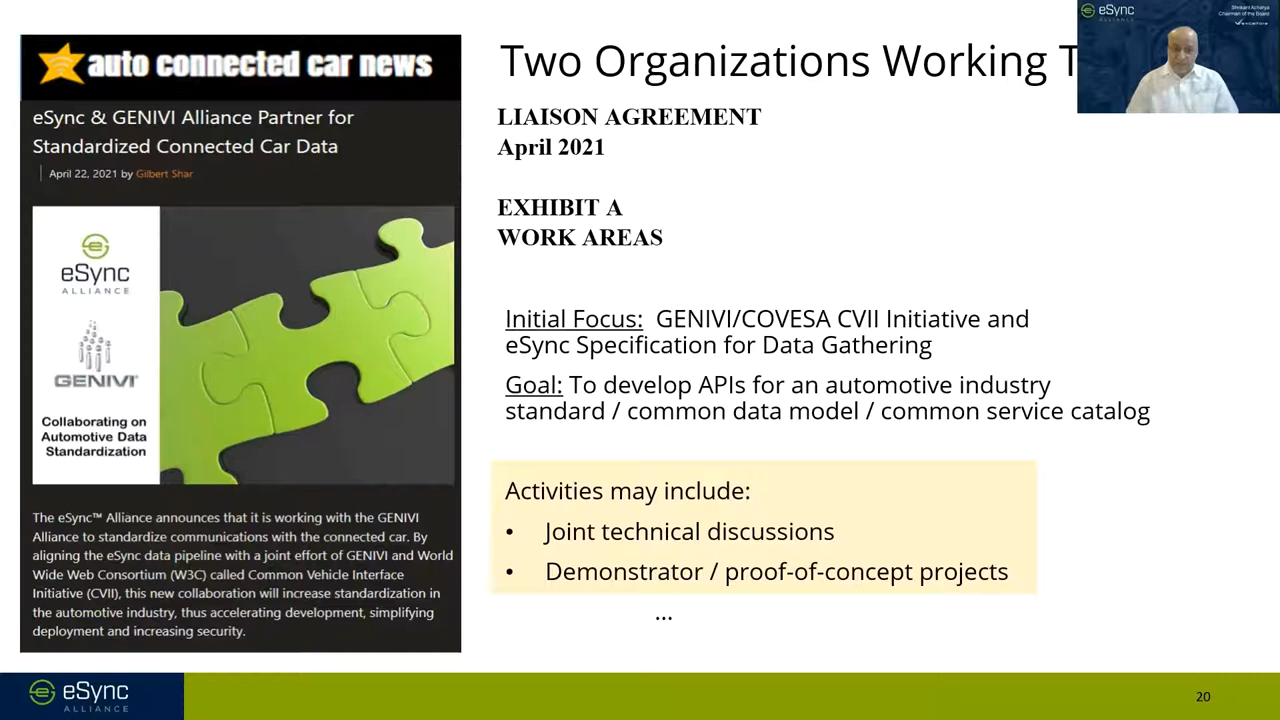 auto connected car news
eSync & GENIVI Alliance Partner for
Standardized Connected Car Data
April 22, 2021 by Gilbert Shar
eSync
ALLIANCE
GENIVI
Collaborating on
Automotive Data
Standardization
The eSync™ Alliance announces that it is working with the GENIVI
Alliance to standardize communications with the connected car. By
aligning the eSync data pipeline with a joint effort of GENIVI and World
Wide Web Consortium (W3C) called Common Vehicle Interface
Initiative (CVII), this new collaboration will increase standardization in
the automotive industry, thus accelerating development, simplifying
deployment and increasing security.
Two Organizations Working T
LIAISON AGREEMENT
April 2021
EXHIBIT A
WORK AREAS
Initial Focus: GENIVI/COVESA CVII Initiative and
eSync Specification for Data Gathering
Goal: To develop APIs for an automotive industry
standard / common data model / common service catalog
Activities may include:
• Joint technical discussions
• Demonstrator / proof-of-concept projects
...
eSync
ALLIANCE
Shrikant Acharya
Chairman of the Board
excelfore
eSync
ALLIANCE
20